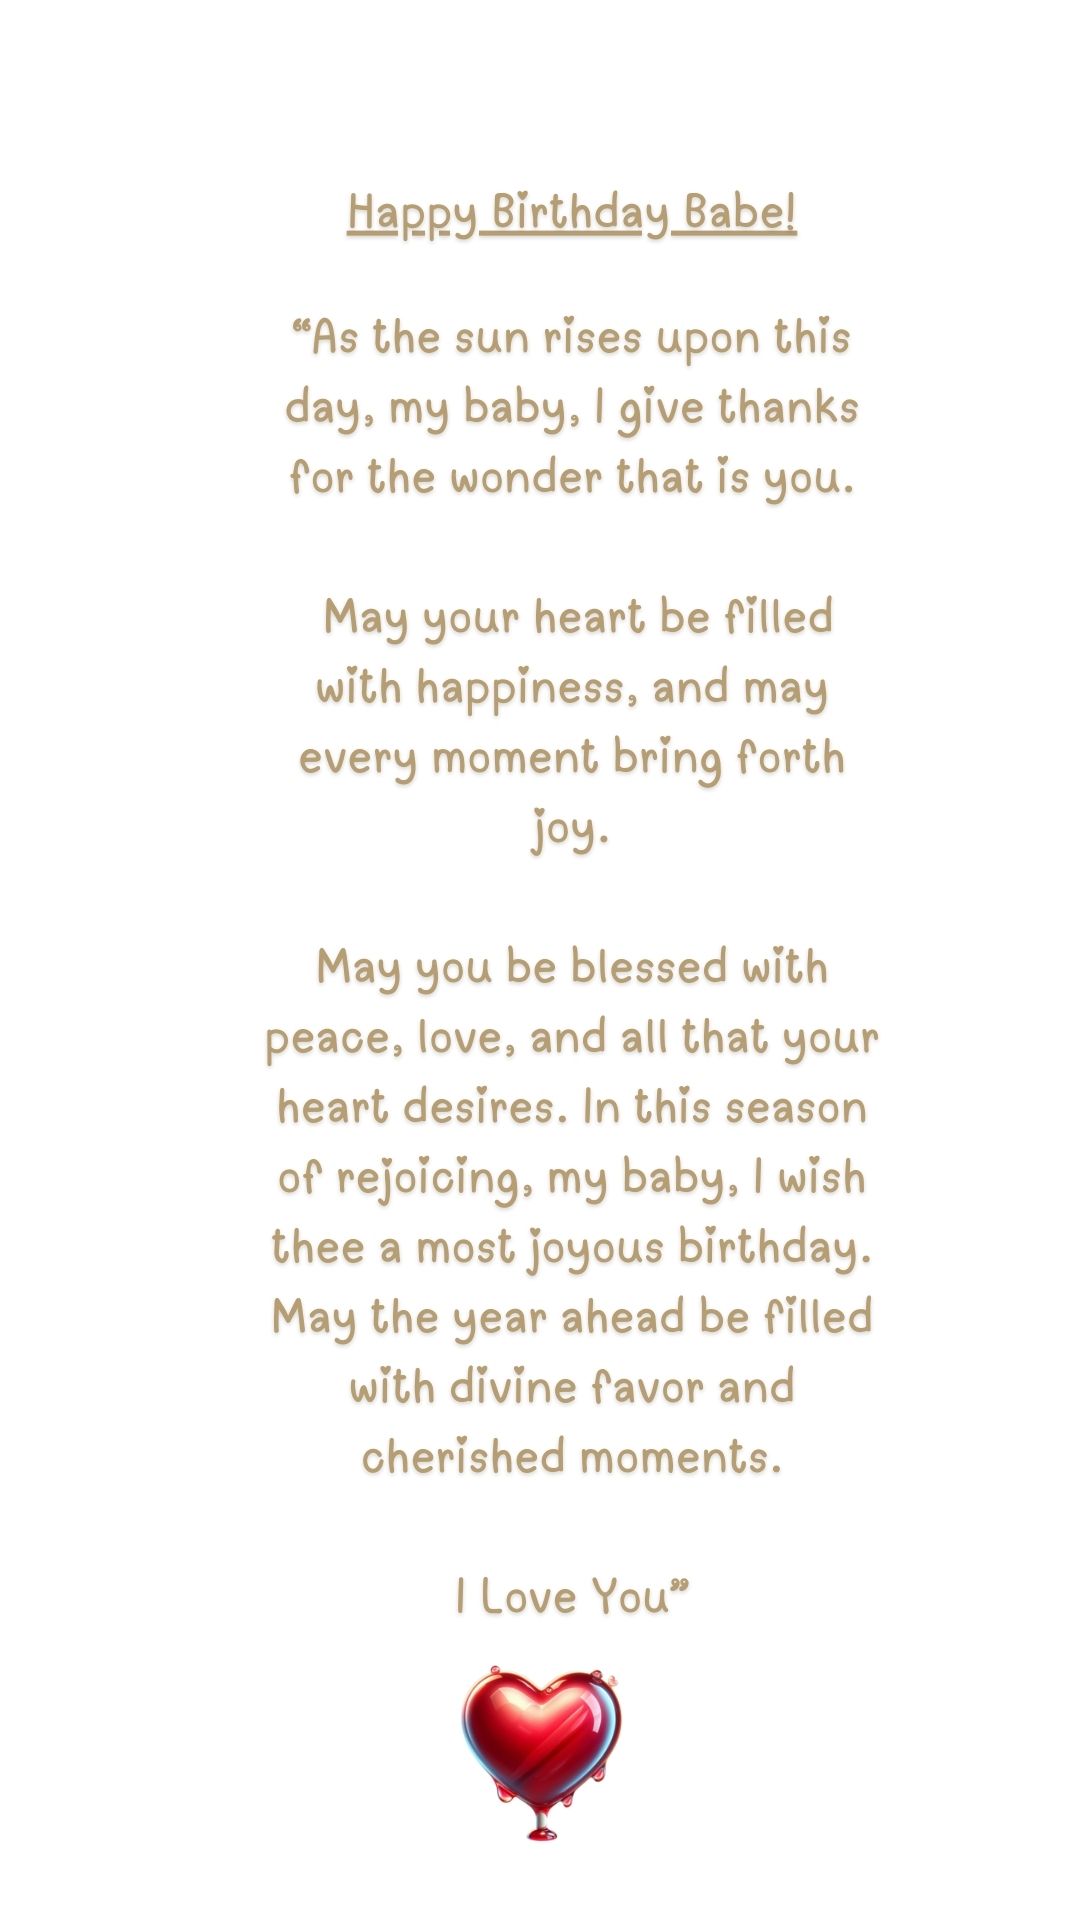 Happy Birthday Babe!
“As the sun rises upon this
day, my baby, I give thanks
for the wonder that is you.
May your heart be filled
with happiness, and may
every moment bring forth
joy.
May you be blessed with
peace, love, and all that your
heart desires. In this season
of rejoicing, my baby, I wish
thee a most joyous birthday.
May the year ahead be filled
with divine favor and
cherished moments.
I Love You”